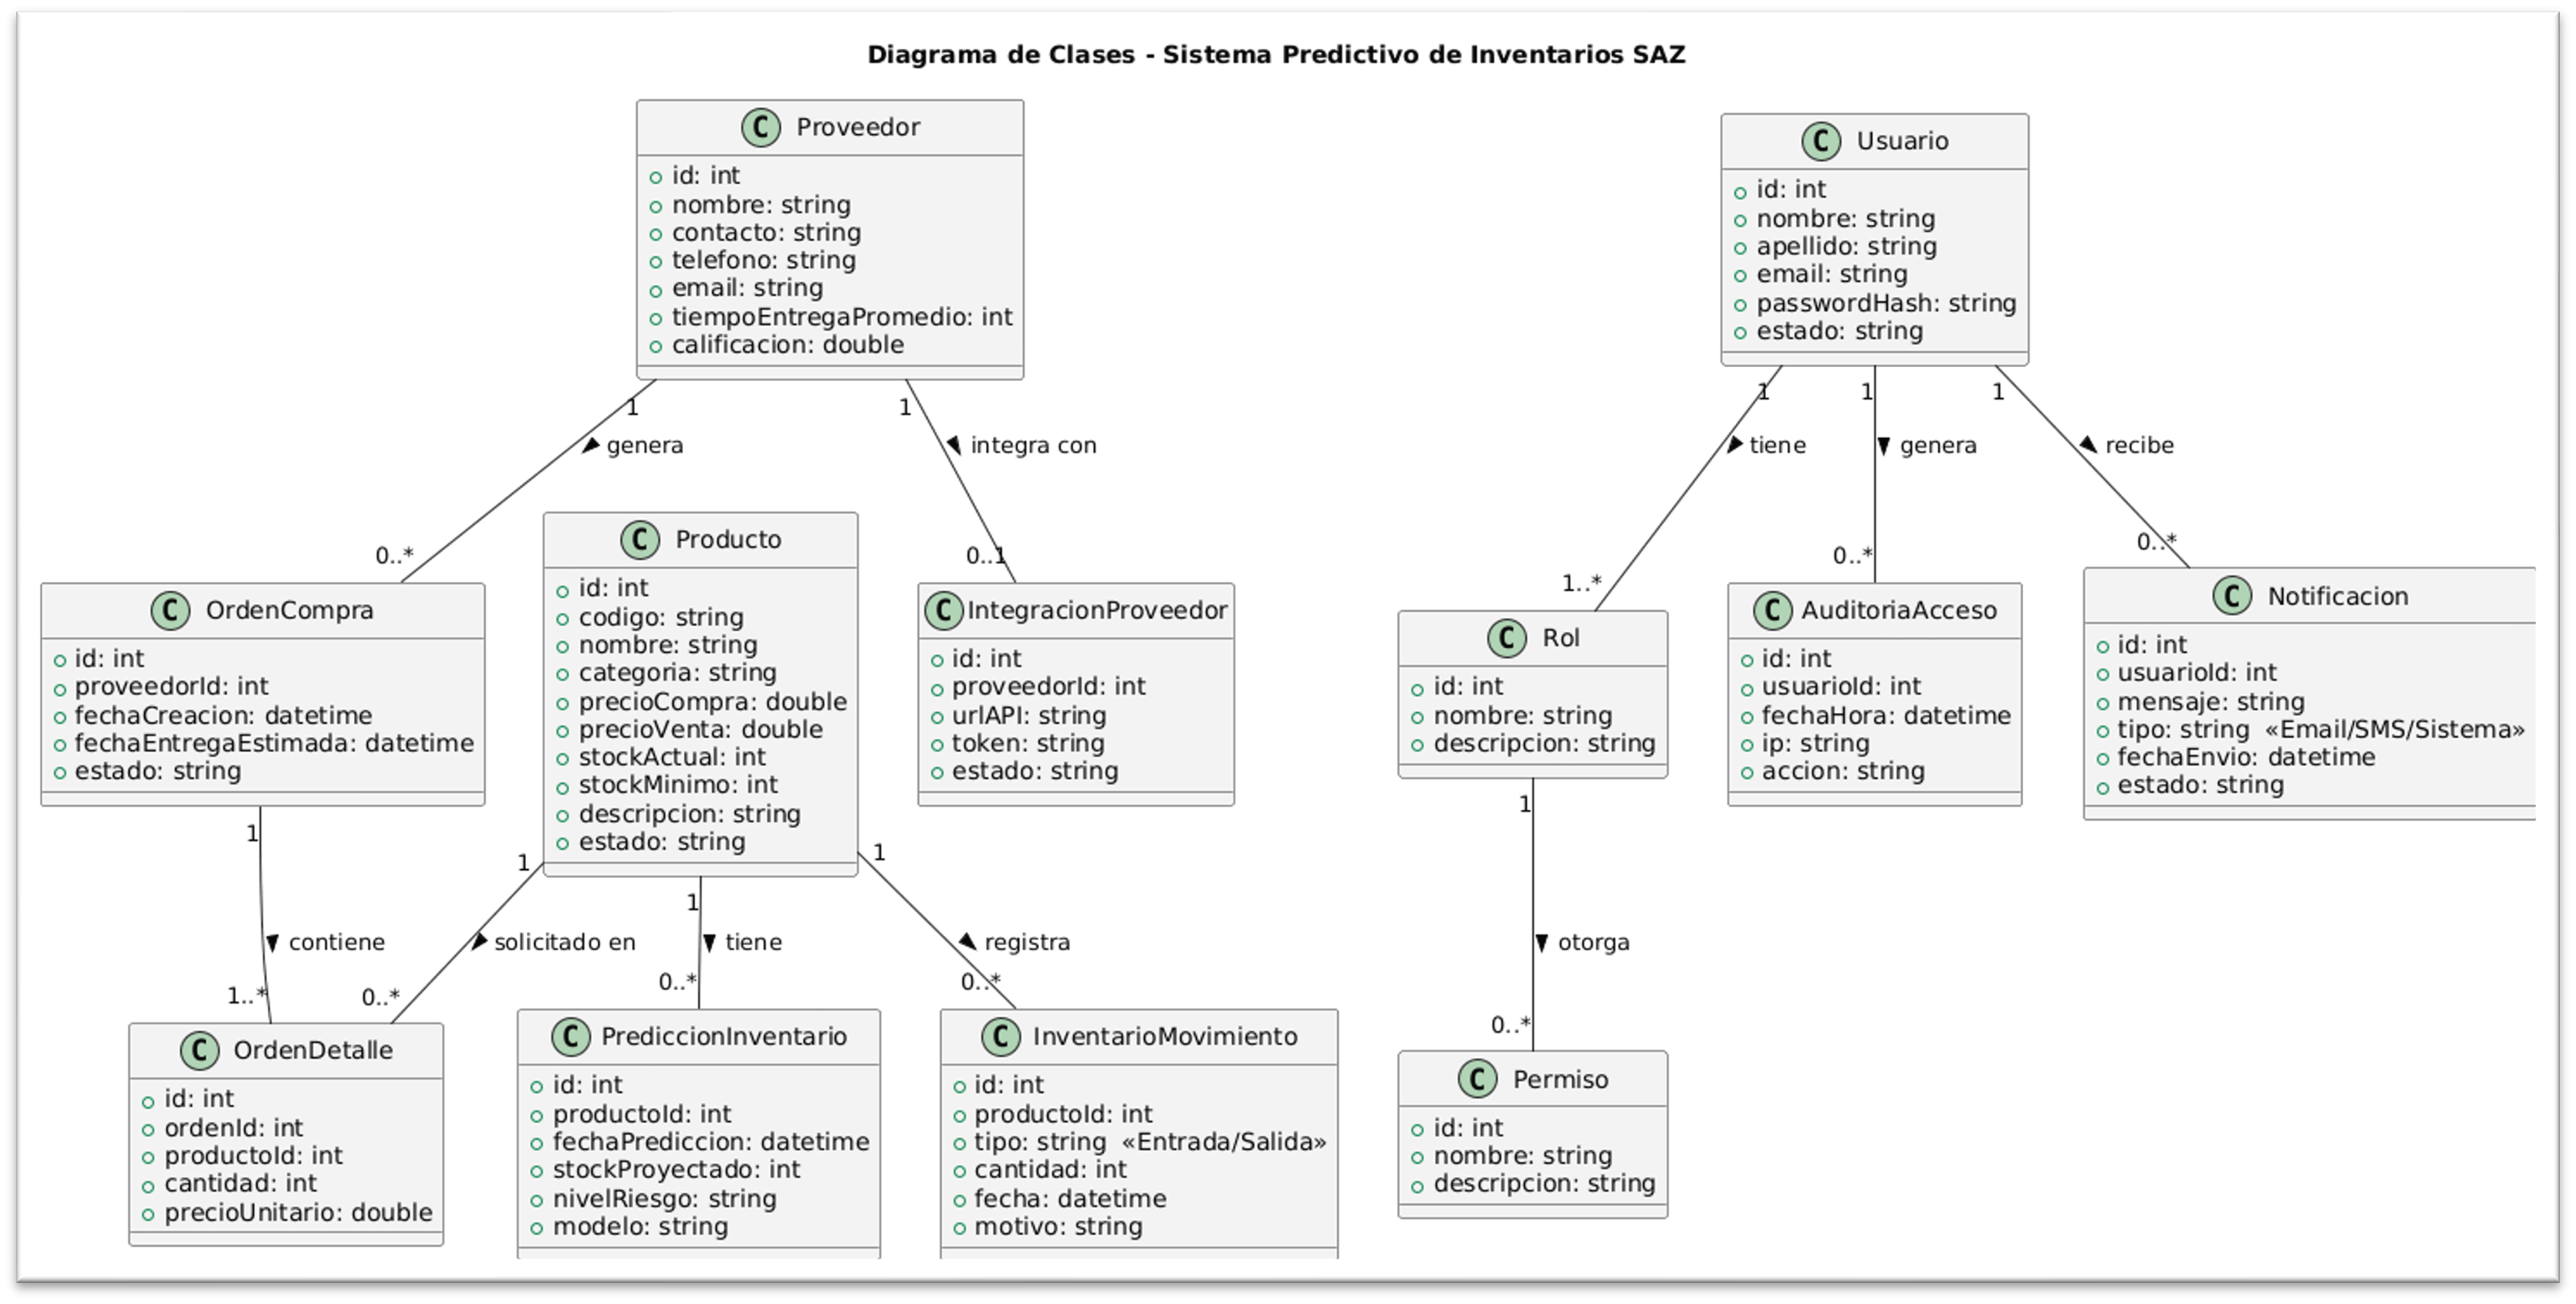 Diagrama de Clases - Sistema Predictivo de Inventarios SAZ
C Proveedor
id: int
nombre: string
contacto: string
telefono: string
email: string
tiempoEntregaPromedio: int
calificacion: double
C Usuario
id: int
nombre: string
apellido: string
email: string
passwordHash: string
estado: string
1
genera
0..*
1
integra con
0..1
1
tiene
1..*
1
genera
0..*
1
recibe
0..*
C OrdenCompra
id: int
proveedorId: int
fechaCreacion: datetime
fechaEntregaEstimada: datetime
estado: string
C Producto
id: int
codigo: string
nombre: string
categoria: string
precioCompra: double
precioVenta: double
stockActual: int
stockMinimo: int
descripcion: string
estado: string
C IntegracionProveedor
id: int
proveedorId: int
urlAPI: string
token: string
estado: string
C Rol
id: int
nombre: string
descripcion: string
C AuditoriaAcceso
id: int
usuarioId: int
fechaHora: datetime
ip: string
accion: string
C Notificacion
id: int
usuarioId: int
mensaje: string
tipo: string «Email/SMS/Sistema»
fechaEnvio: datetime
estado: string
1
contiene
1..*
1
solicitado en
0..*
1
tiene
0..*
1
registra
0..*
1
otorga
0..*
C OrdenDetalle
id: int
ordenId: int
productoId: int
cantidad: int
precioUnitario: double
C PrediccionInventario
id: int
productoId: int
fechaPrediccion: datetime
stockProyectado: int
nivelRiesgo: string
modelo: string
C InventarioMovimiento
id: int
productoId: int
tipo: string «Entrada/Salida»
cantidad: int
fecha: datetime
motivo: string
C Permiso
id: int
nombre: string
descripcion: string